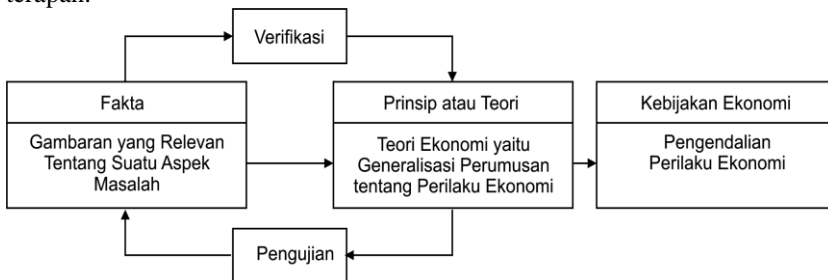 terapan.
Verifikasi
Fakta
Gambaran yang Relevan
Tentang Suatu Aspek
Masalah
Prinsip atau Teori
Teori Ekonomi yaitu
Generalisasi Perumusan
tentang Perilaku Ekonomi
Kebijakan Ekonomi
Pengendalian
Perilaku Ekonomi
Pengujian